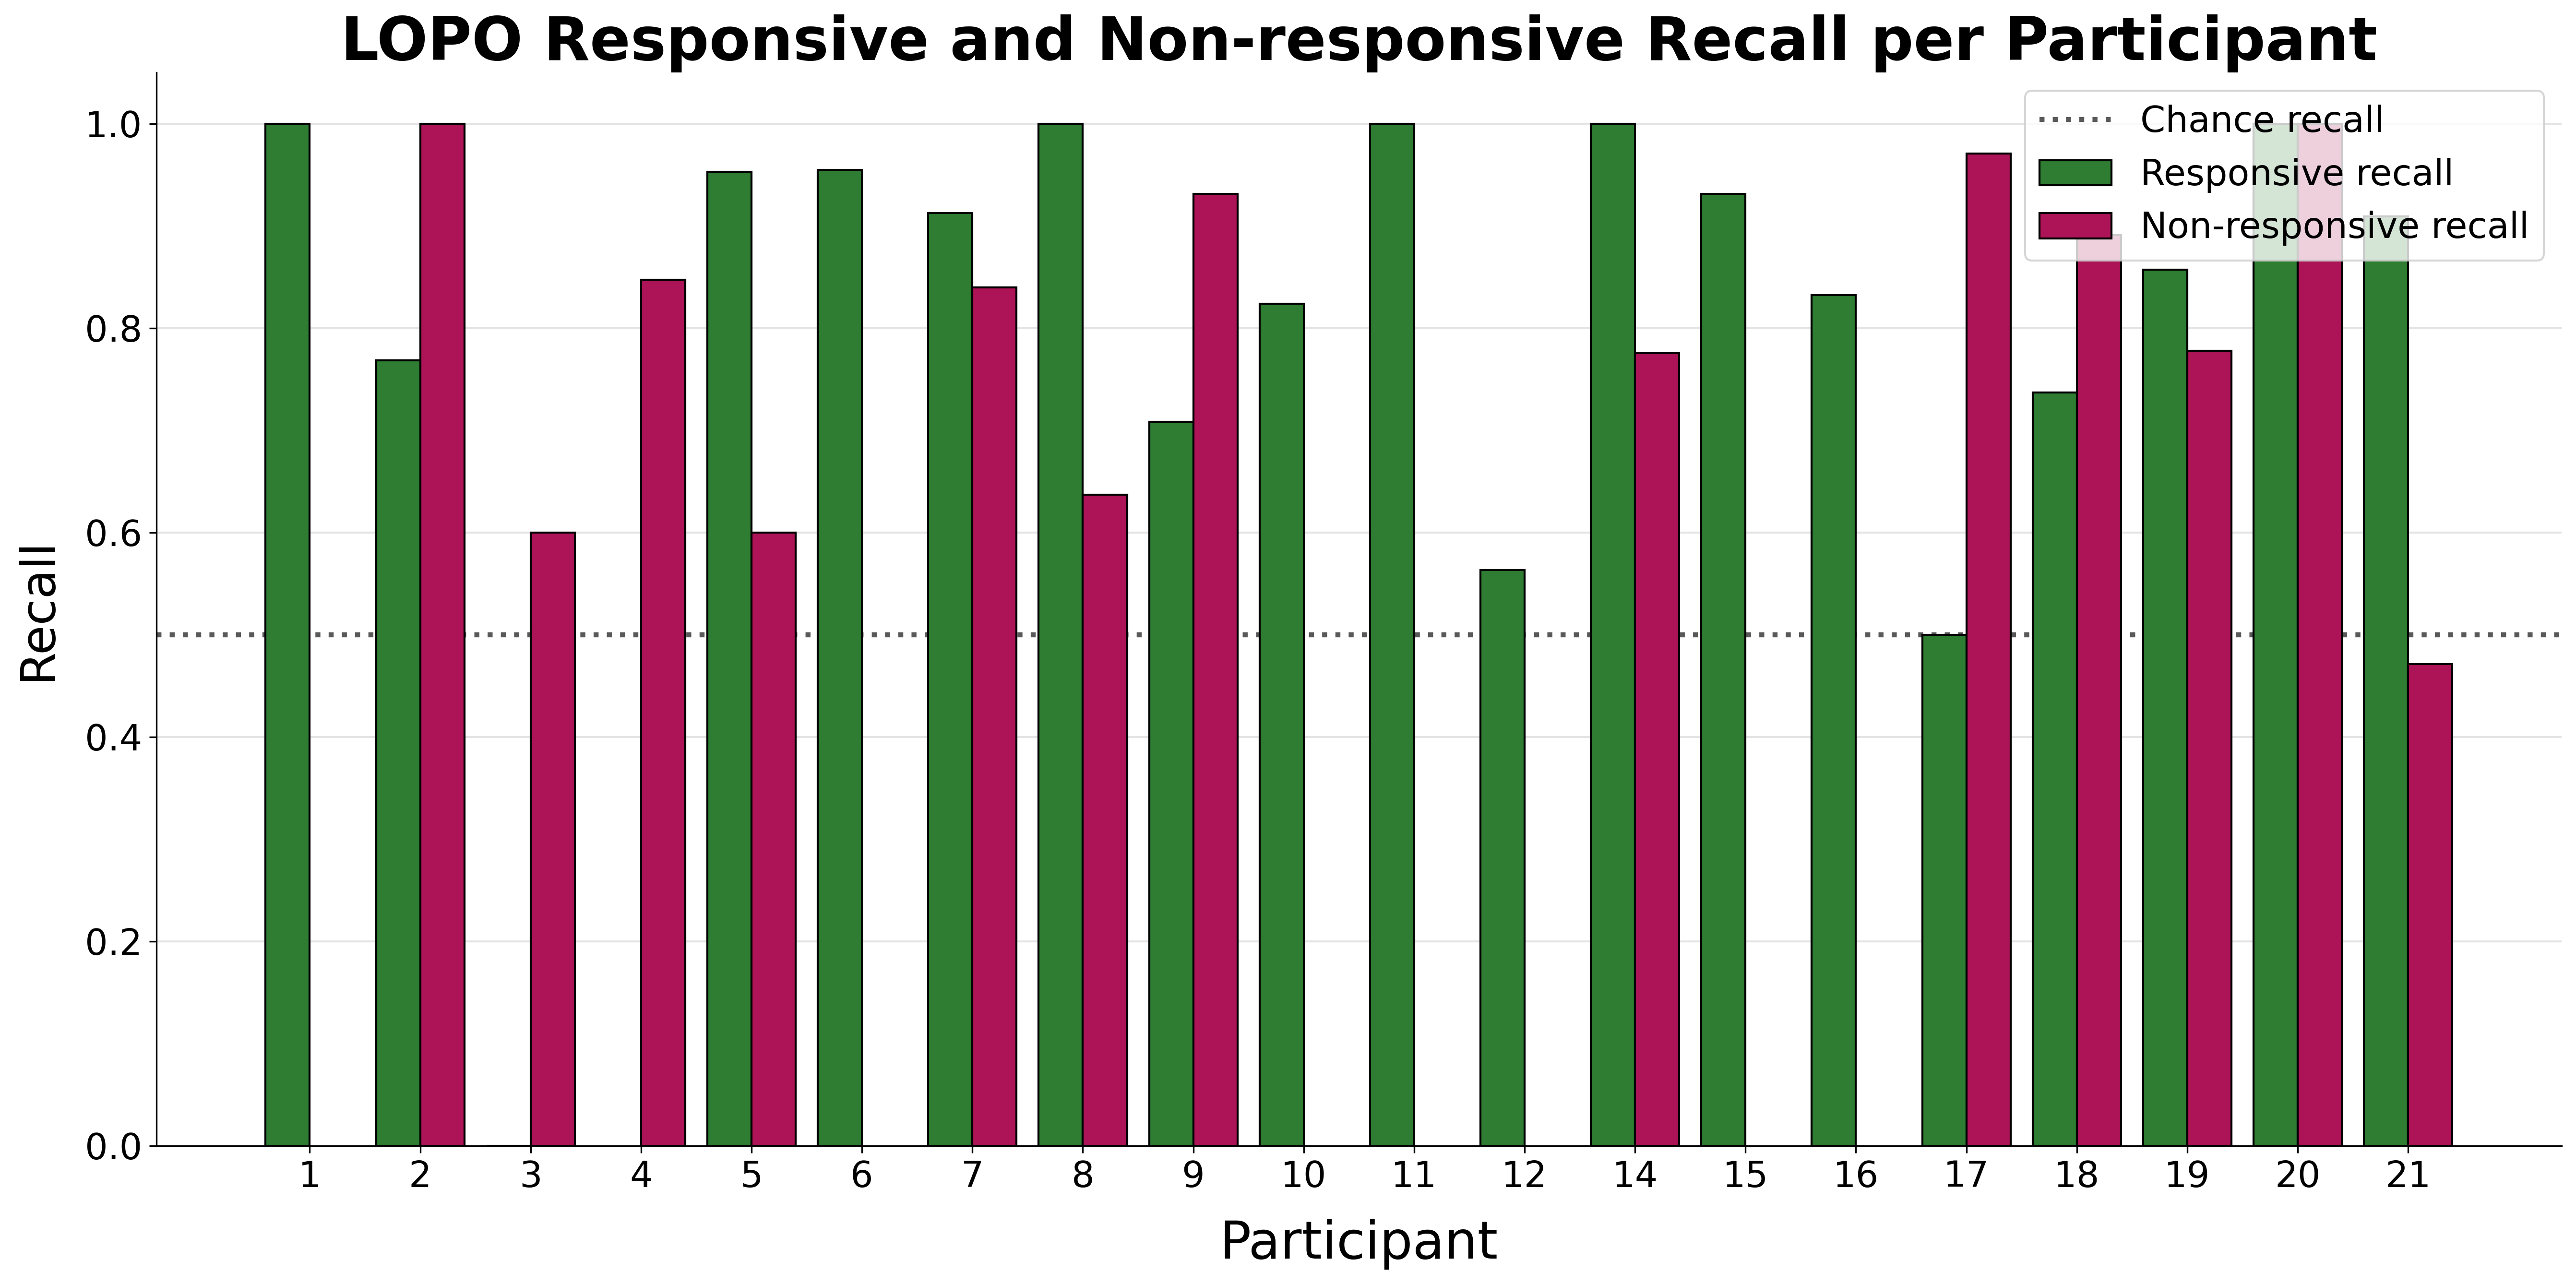 LOPO Responsive and Non-responsive Recall per Participant
Chance recall
Responsive recall
Non-responsive recall
Recall
1.0
0.8
0.6
0.4
0.2
0.0
1 2 3 4 5 6 7 8 9 10 11 12 14 15 16 17 18 19 20 21
Participant